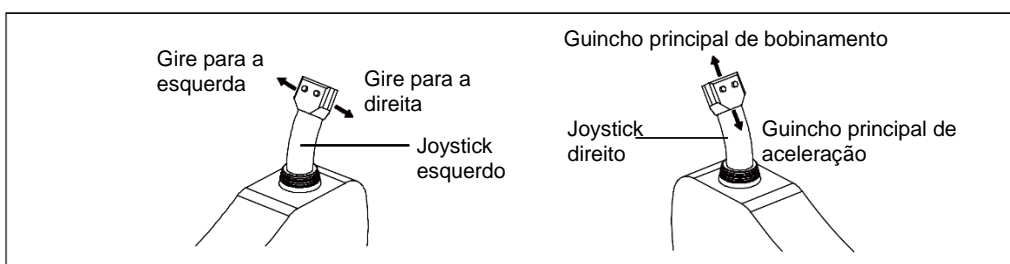 Gire para a
esquerda
Gire para a
direita
Joystick
esquerdo
Guincho principal de bobinamento
Joystick
direito
Guincho principal de
aceleração